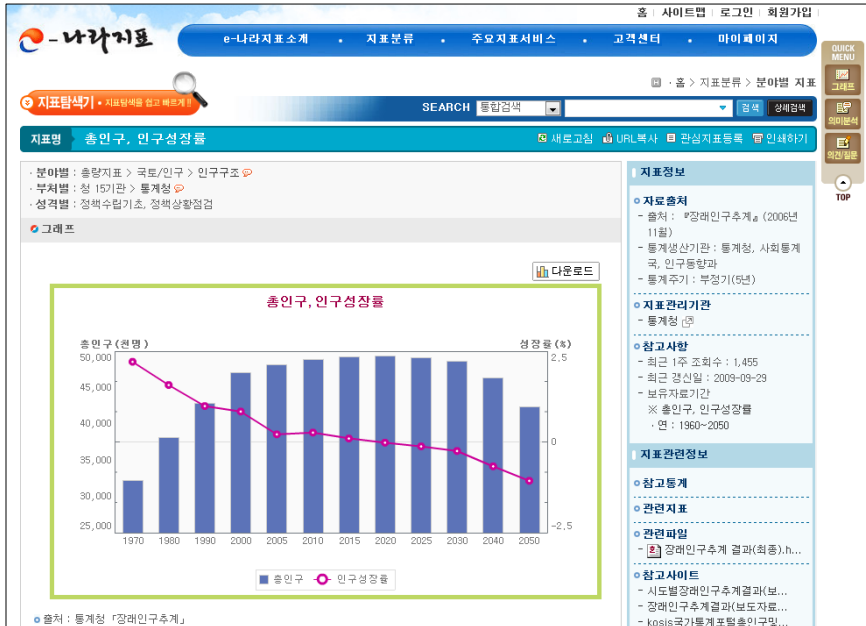 홈 사이트맵 로그인 회원가입
e-나라지표
e-나라지표소개 · 지표분류 · 주요지표서비스 · 고객센터 · 마이페이지
QUICK MENU
그래프
의미분석
의견/질문
TOP
· 홈 > 지표분류 > 분야별 지표
지표탐색기 • 지표탐색을 쉽고 빠르게!!
SEARCH 통합검색 검색 상세검색
지표명 총인구, 인구성장률
새로고침 URL복사 관심지표등록 인쇄하기
· 분야별 : 총량지표 > 국토/인구 > 인구구조
· 부처별 : 청 15기관 > 통계청
· 성격별 : 정책수립기초, 정책상황점검
그래프
다운로드
총인구, 인구성장률
총인구(천명) 성장률(%)
50,000 2.5
45,000
40,000
0
35,000
30,000
25,000 -2.5
1970 1980 1990 2000 2005 2010 2015 2020 2025 2030 2040 2050
총인구 인구성장률
출처 : 통계청 「장래인구추계」
지표정보
자료출처
- 출처 : 『장래인구추계』(2006년
11월)
- 통계생산기관 : 통계청, 사회통계
국, 인구동향과
- 통계주기 : 부정기(5년)
지표관리기관
- 통계청
참고사항
- 최근 1주 조회수 : 1,455
- 최근 갱신일 : 2009-09-29
- 보유자료기간
※ 총인구, 인구성장률
· 연 : 1960~2050
지표관련정보
참고통계
관련지표
관련파일
- 장래인구추계 결과(최종).h...
참고사이트
- 시도별장래인구추계결과(보...
- 장래인구추계결과(보도자료...
- kosis국가통계포털총인구및...